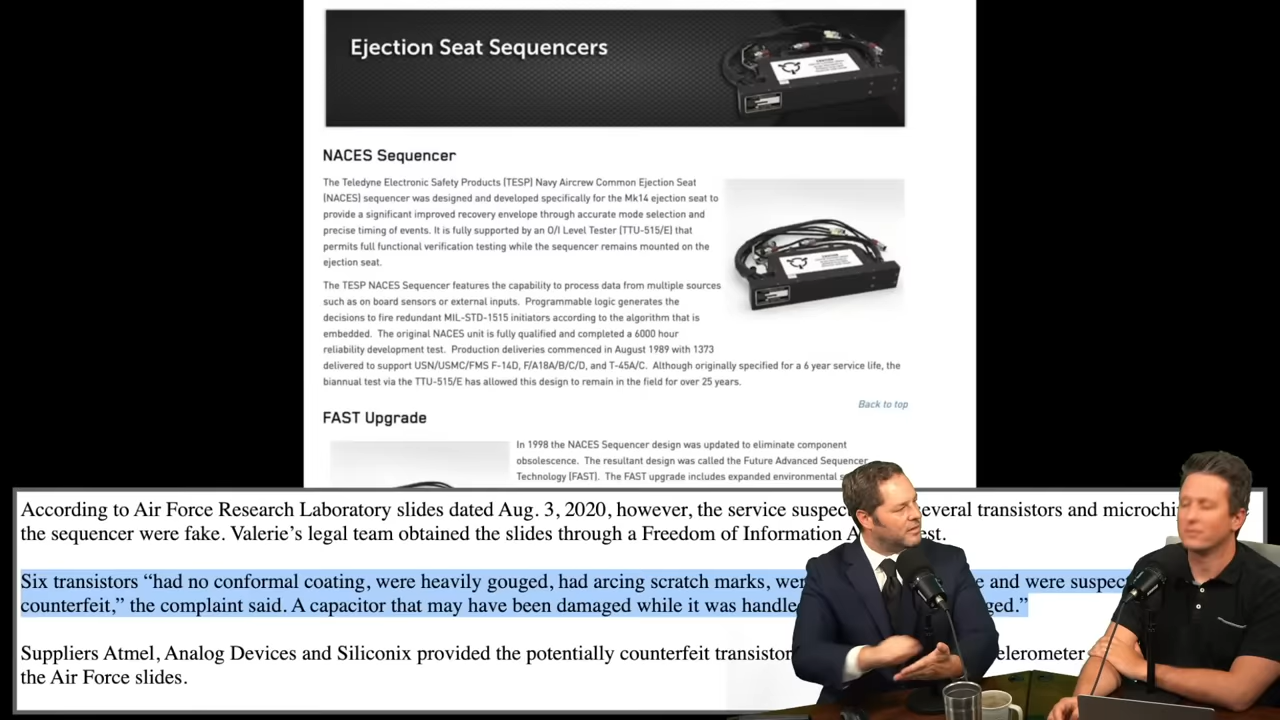 Ejection Seat Sequencers
NACES Sequencer
The Teledyne Electronic Safety Products (TESP) Navy Aircrew Common Ejection Seat
(NACES) sequencer was designed and developed specifically for the Mk14 ejection seat to
provide a significant improved recovery envelope through accurate mode selection and
precise timing of events. It is fully supported by an O/I Level Tester (TTU-515/E) that
permits full functional verification testing while the sequencer remains mounted on the
ejection seat.
The TESP NACES Sequencer features the capability to process data from multiple sources
such as on board sensors or external inputs. Programmable logic generates the
decisions to fire redundant MIL-STD-1515 initiators according to the algorithm that is
embedded. The original NACES unit is fully qualified and completed a 6000 hour
reliability development test. Production deliveries commenced in August 1989 with 1373
delivered to support USN/USMC/FMS F-14D, F/A18A/B/C/D, and T-45A/C. Although originally specified for a 6 year service life, the
biannual test via the TTU-515/E has allowed this design to remain in the field for over 25 years.
Back to top
FAST Upgrade
In 1998 the NACES Sequencer design was updated to eliminate component
obsolescence. The resultant design was called the Future Advanced Sequencer
Technology (FAST). The FAST upgrade includes expanded environmental
According to Air Force Research Laboratory slides dated Aug. 3, 2020, however, the service several transistors and
the sequencer were fake. Valerie's legal team obtained the slides through a Freedom of Information
Six transistors “had no conformal coating, were heavily gouged, had arcing scratch marks, and were
counterfeit,” the complaint said. A capacitor that may have been damaged while it was
Suppliers Atmel, Analog Devices and Siliconix provided the potentially counterfeit
the Air Force slides.